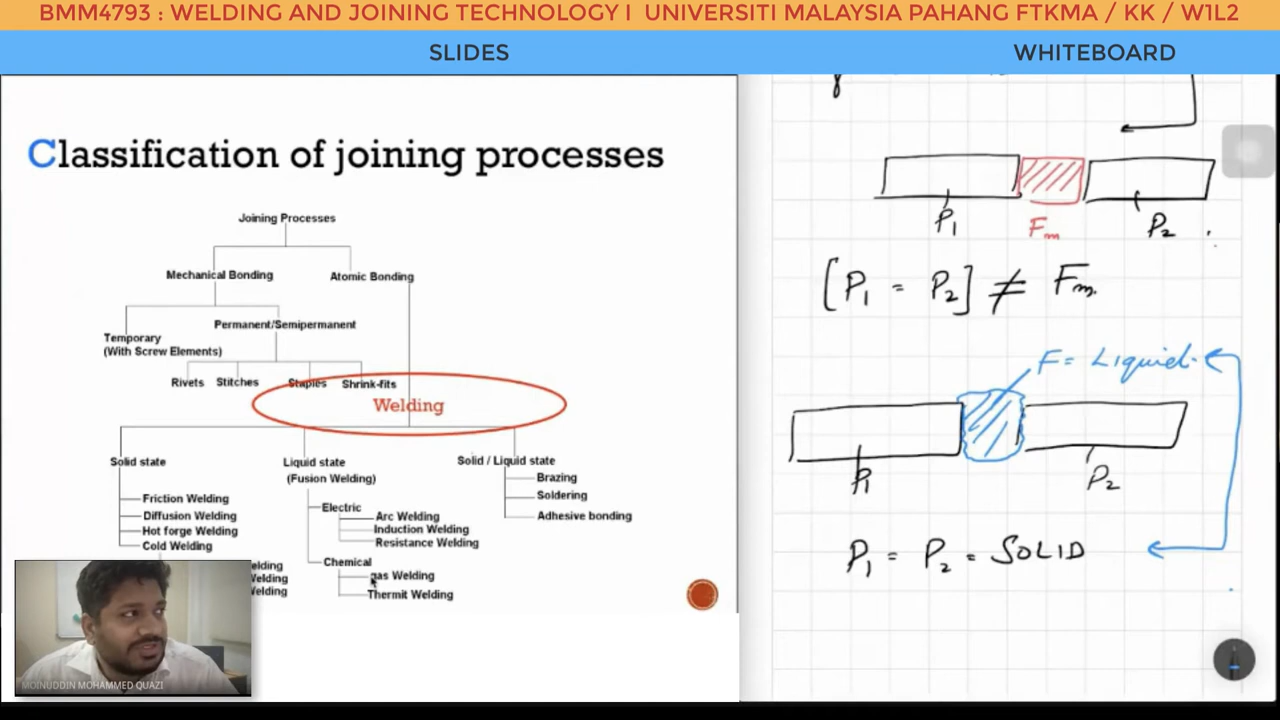 BMM4793 : WELDING AND JOINING TECHNOLOGY I UNIVERSITI MALAYSIA PAHANG FTKMA / KK / W1L2
SLIDES
WHITEBOARD
Classification of joining processes
Joining Processes
Mechanical Bonding
Atomic Bonding
Permanent/Semipermanent
Temporary
(With Screw Elements)
Rivets
Stitches
Staples
Shrink-fits
Welding
Solid state
Liquid state
(Fusion Welding)
Solid / Liquid state
Friction Welding
Diffusion Welding
Hot forge Welding
Cold Welding
elding
Welding
Welding
Electric
Arc Welding
Induction Welding
Resistance Welding
Chemical
gas Welding
Thermit Welding
Brazing
Soldering
Adhesive bonding
MOINUDDIN MOHAMMED QUAZI
P1
Fm
P2
[P1 = P2] ≠ Fm.
F = Liquid.
P1
P2
P1 = P2 = SOLID